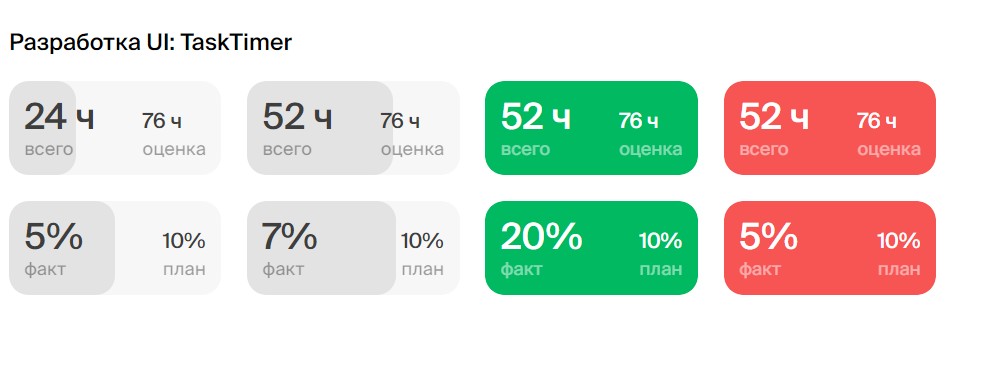 Разработка UI: TaskTimer
24 ч 76 ч 52 ч 76 ч 52 ч 76 ч 52 ч 76 ч
всего оценка всего оценка всего оценка всего оценка
5% 10% 7% 10% 20% 10% 5% 10%
факт план факт план факт план факт план